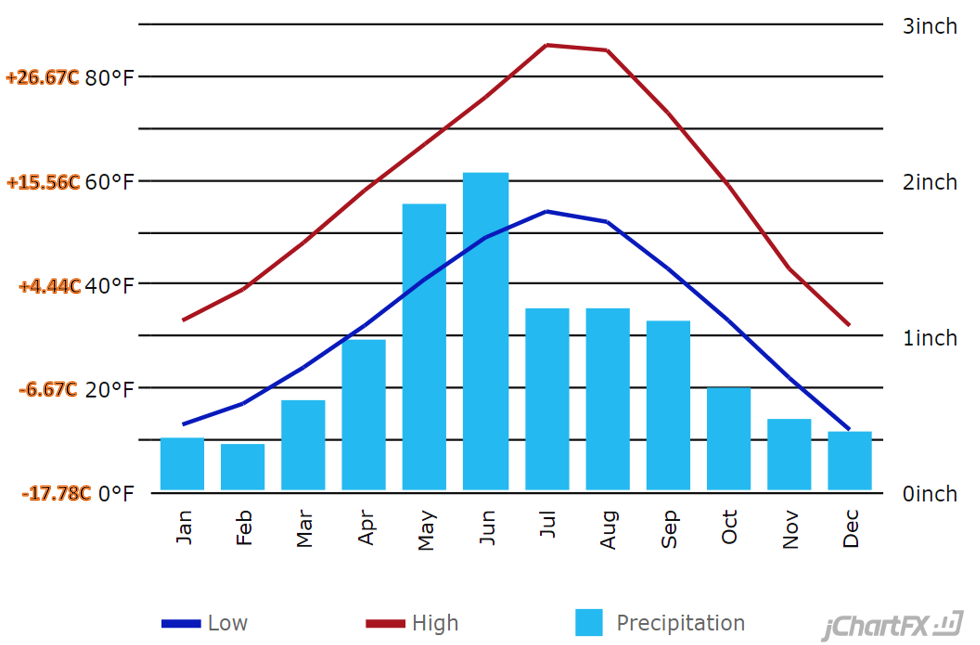 3inch
+26.67C 80°F
+15.56C 60°F 2inch
+4.44C 40°F
1inch
-6.67C 20°F
-17.78C 0°F 0inch
Jan Feb Mar Apr May Jun Jul Aug Sep Oct Nov Dec
Low High Precipitation
jChartFX